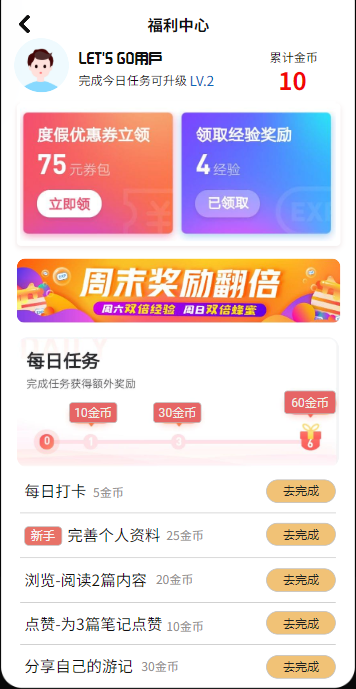 福利中心
LET'S GO用戶
完成今日任务可升级 LV.2
累计金币
10
度假优惠券立领
75 元券包
立即领
领取经验奖励
4 经验
已领取
周末奖励翻倍
周六双倍经验 周日双倍蜂蜜
DAILY
每日任务
完成任务获得额外奖励
10金币
30金币
60金币
0
1
3
6
每日打卡 5金币
去完成
新手 完善个人资料 25金币
去完成
浏览-阅读2篇内容 20金币
去完成
点赞-为3篇笔记点赞 10金币
去完成
分享自己的游记 30金币
去完成